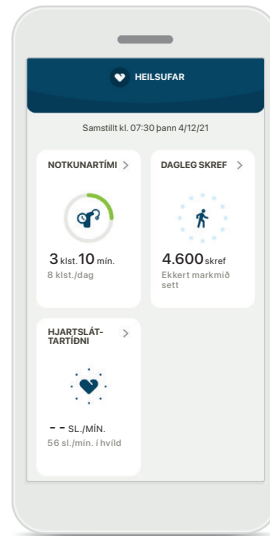 HEILSUFAR
Samstillt kl. 07:30 þann 4/12/21
NOTKUNARTÍMI >
3 klst. 10 mín.
8 klst./dag
DAGLEG SKREF >
4.600 skref
Ekkert markmið
sett
HJARTSLÁT- >
TARTÍÐNI
-- SL./MÍN.
56 sl./mín. í hvíld